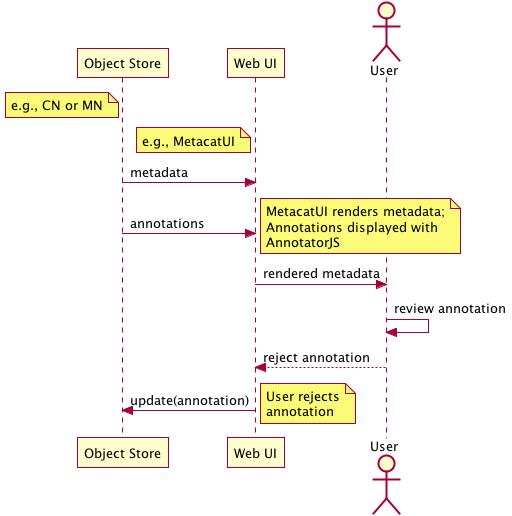 User
Object Store
Web UI
e.g., CN or MN
e.g., MetacatUI
metadata
MetacatUI renders metadata;
Annotations displayed with
AnnotatorJS
annotations
rendered metadata
review annotation
reject annotation
User rejects
annotation
update(annotation)
Object Store
Web UI
User